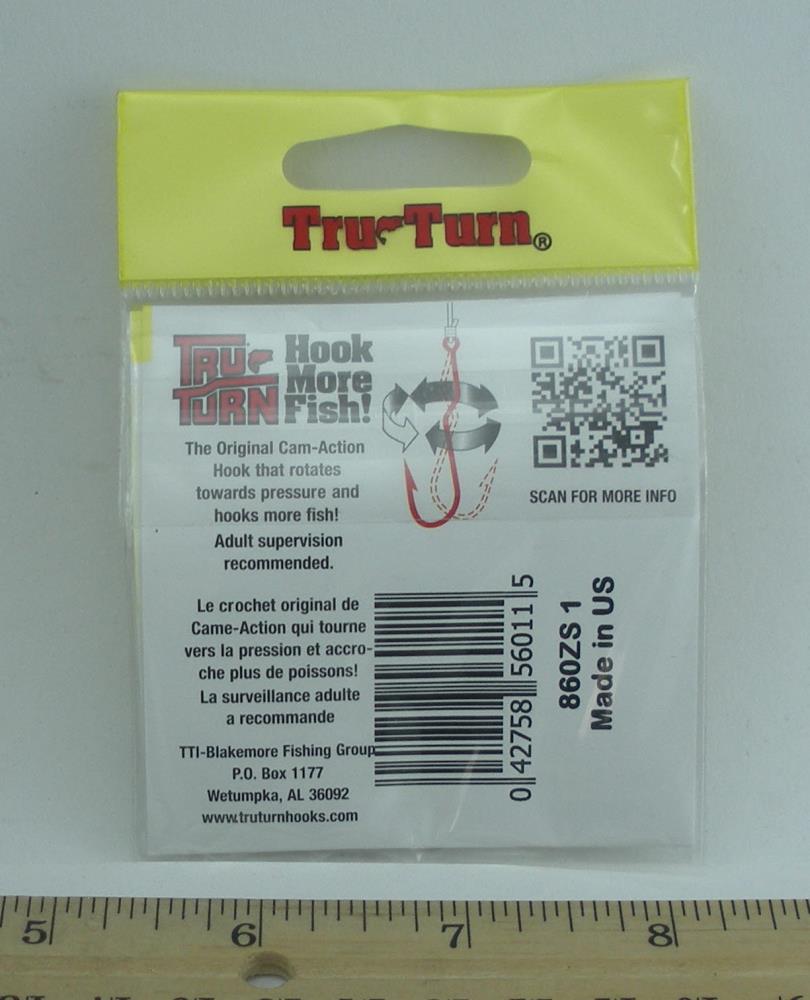 Tru Turn®
TRU TURN
Hook
More
Fish!
The Original Cam-Action
Hook that rotates
towards pressure and
hooks more fish!
Adult supervision
recommended.
SCAN FOR MORE INFO
Le crochet original de
Came-Action qui tourne
vers la pression et accro-
che plus de poissons!
La surveillance adulte
a recommande
TTI-Blakemore Fishing Group
P.O. Box 1177
Wetumpka, AL 36092
www.truturnhooks.com
0 42758 56011 5
860ZS 1
Made in US
5 6 7 8